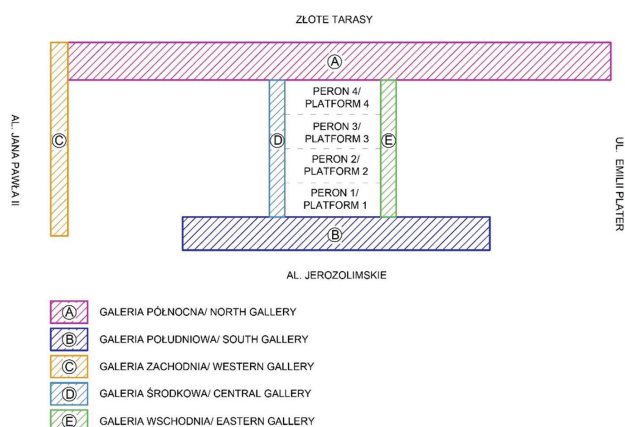 ZŁOTE TARASY
A
PERON 4/
PLATFORM 4
PERON 3/
PLATFORM 3
PERON 2/
PLATFORM 2
PERON 1/
PLATFORM 1
C
D
E
AL. JANA PAWŁA II
UL. EMILII PLATER
B
AL. JEROZOLIMSKIE
A GALERIA PÓŁNOCNA/ NORTH GALLERY
B GALERIA POŁUDNIOWA/ SOUTH GALLERY
C GALERIA ZACHODNIA/ WESTERN GALLERY
D GALERIA ŚRODKOWA/ CENTRAL GALLERY
E GALERIA WSCHODNIA/ EASTERN GALLERY